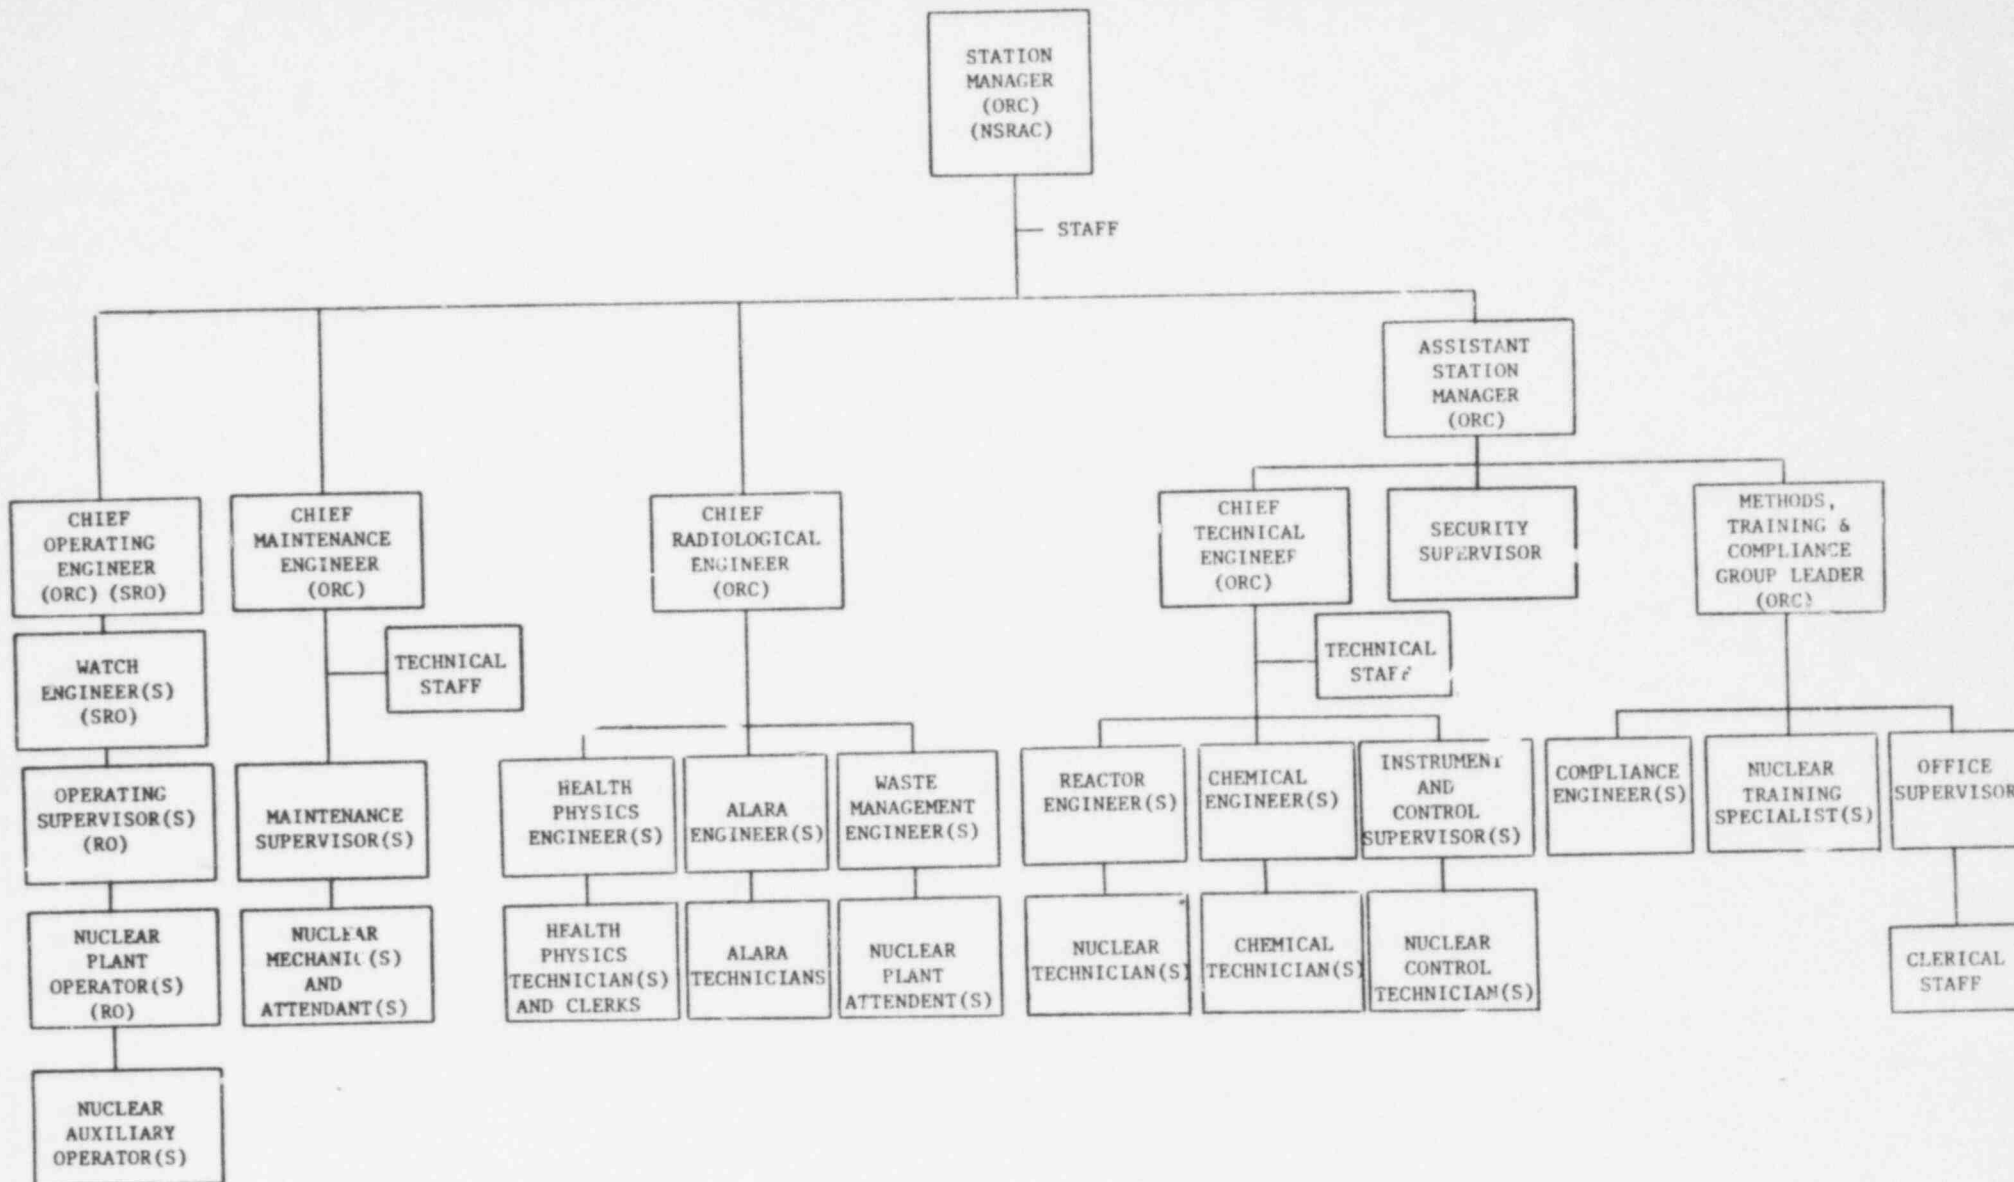 STATION
MANAGER
(ORC)
(NSRAC)
STAFF
ASSISTANT
STATION
MANAGER
(ORC)
CHIEF
OPERATING
ENGINEER
(ORC) (SRO)
CHIEF
MAINTENANCE
ENGINEER
(ORC)
CHIEF
RADIOLOGICAL
ENGINEER
(ORC)
CHIEF
TECHNICAL
ENGINEER
(ORC)
SECURITY
SUPERVISOR
METHODS,
TRAINING &
COMPLIANCE
GROUP LEADER
(ORC)
WATCH
ENGINEER(S)
(SRO)
TECHNICAL
STAFF
TECHNICAL
STAFF
OPERATING
SUPERVISOR(S)
(RO)
MAINTENANCE
SUPERVISOR(S)
HEALTH
PHYSICS
ENGINEER(S)
ALARA
ENGINEER(S)
WASTE
MANAGEMENT
ENGINEER(S)
REACTOR
ENGINEER(S)
CHEMICAL
ENGINEER(S)
INSTRUMENT
AND
CONTROL
SUPERVISOR(S)
COMPLIANCE
ENGINEER(S)
NUCLEAR
TRAINING
SPECIALIST(S)
OFFICE
SUPERVISOR
NUCLEAR
PLANT
OPERATOR(S)
(RO)
NUCLEAR
MECHANIC(S)
AND
ATTENDANT(S)
HEALTH
PHYSICS
TECHNICIAN(S)
AND CLERKS
ALARA
TECHNICIANS
NUCLEAR
PLANT
ATTENDENT(S)
NUCLEAR
TECHNICIAN(S)
CHEMICAL
TECHNICIAN(S)
NUCLEAR
CONTROL
TECHNICIAN(S)
CLERICAL
STAFF
NUCLEAR
AUXILIARY
OPERATOR(S)